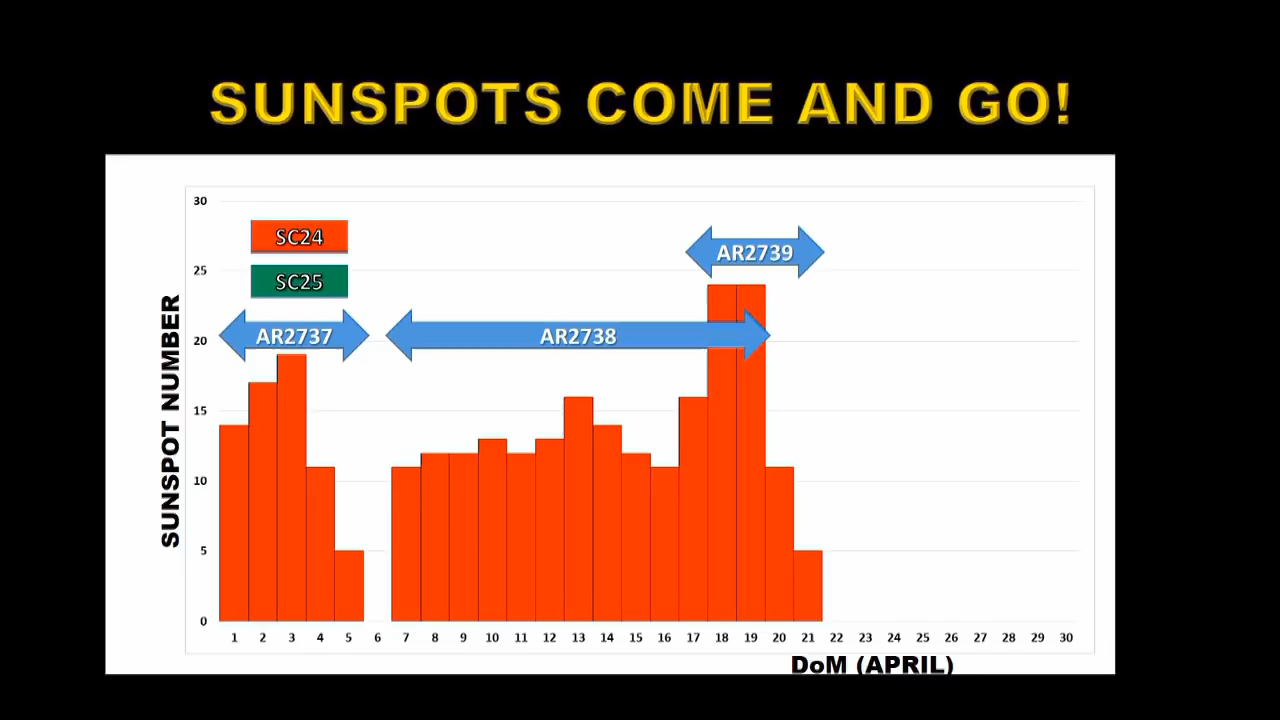 SUNSPOTS COME AND GO!
30
SC24
AR2739
25
SC25
AR2737
AR2738
20
SUNSPOT NUMBER
15
10
5
0
1 2 3 4 5 6 7 8 9 10 11 12 13 14 15 16 17 18 19 20 21 22 23 24 25 26 27 28 29 30
DoM (APRIL)